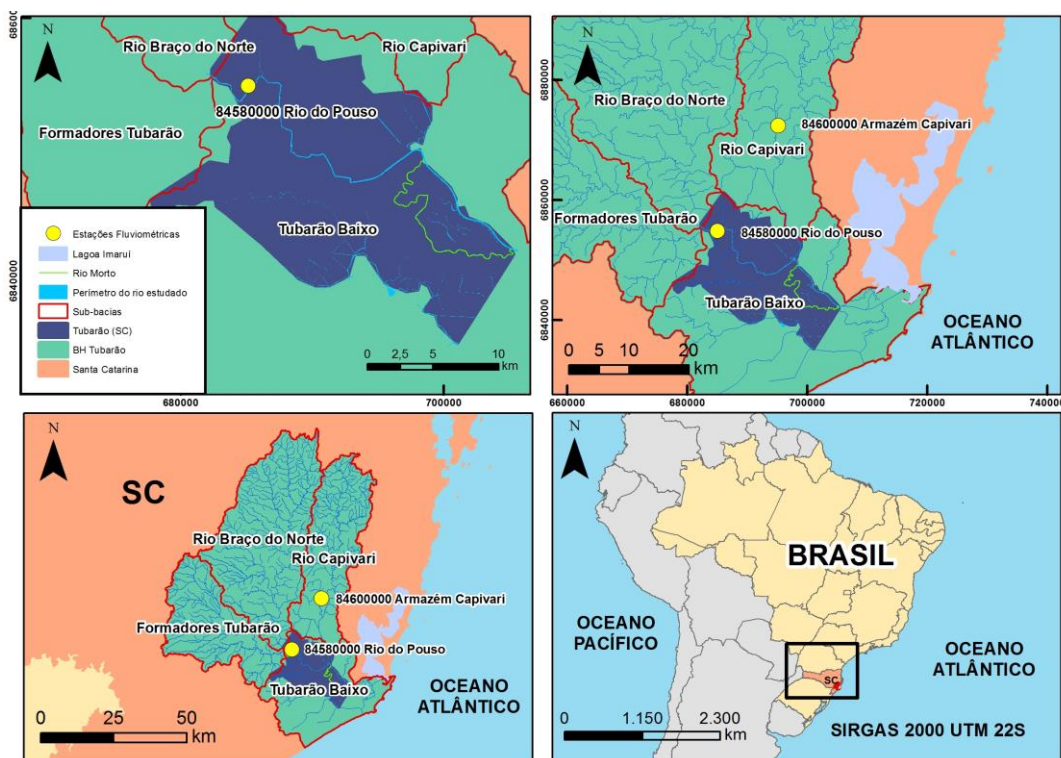 N
Rio Braço do Norte
Rio Capivari
84580000 Rio do Pouso
Formadores Tubarão
Tubarão Baixo
Estações Fluviométricas
Lagoa Imaruí
Rio Morto
Perímetro do rio estudado
Sub-bacias
Tubarão (SC)
BH Tubarão
Santa Catarina
0 2,5 5 10
km
6840000
680000 700000
N
Rio Braço do Norte
84600000 Armazém Capivari
Rio Capivari
Formadores Tubarão
84580000 Rio do Pouso
Tubarão Baixo
OCEANO
ATLÂNTICO
0 5 10 20
km
6880000
6860000
6840000
660000 680000 700000 720000 740000
N
SC
Rio Braço do Norte
Rio Capivari
84600000 Armazém Capivari
Formadores Tubarão
84580000 Rio do Pouso
Tubarão Baixo
OCEANO
ATLÂNTICO
0 25 50
km
N
BRASIL
OCEANO
PACÍFICO
OCEANO
ATLÂNTICO
SC
0 1.150 2.300
km
SIRGAS 2000 UTM 22S